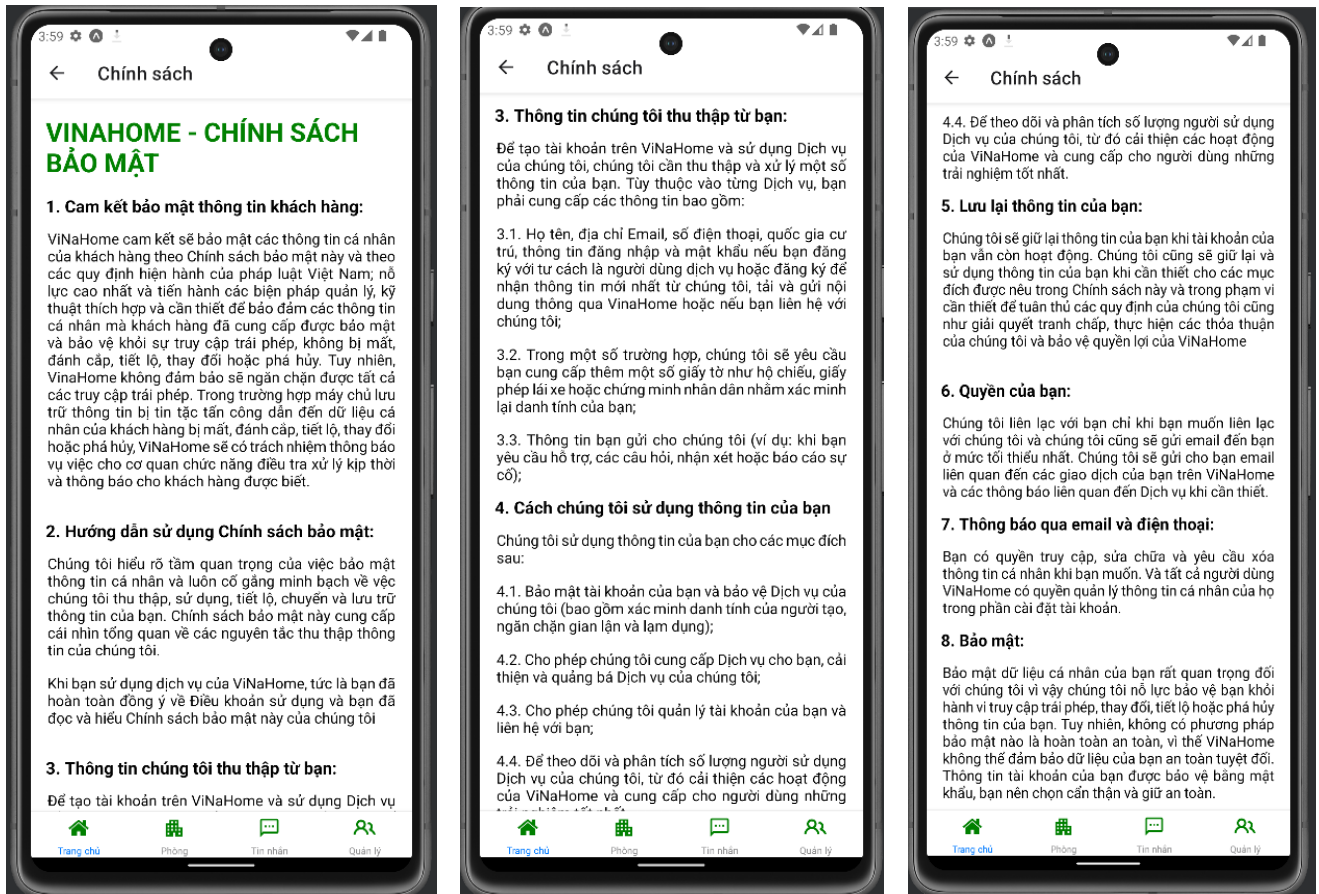 3:59
Chính sách
VINAHOME - CHÍNH SÁCH
BẢO MẬT
1. Cam kết bảo mật thông tin khách hàng:
ViNaHome cam kết sẽ bảo mật các thông tin cá nhân
của khách hàng theo Chính sách bảo mật này và theo
các quy định hiện hành của pháp luật Việt Nam; nỗ
lực cao nhất và tiến hành các biện pháp quản lý, kỹ
thuật thích hợp và cần thiết để bảo đảm các thông tin
cá nhân mà khách hàng đã cung cấp được bảo mật
và bảo vệ khỏi sự truy cập trái phép, không bị mất,
đánh cắp, tiết lộ, thay đổi hoặc phá hủy. Tuy nhiên,
VinaHome không đảm bảo sẽ ngăn chặn được tất cả
các truy cập trái phép. Trong trường hợp máy chủ lưu
trữ thông tin bị tin tặc tấn công dẫn đến dữ liệu cá
nhân của khách hàng bị mất, đánh cắp, tiết lộ, thay đổi
hoặc phá hủy, ViNaHome sẽ có trách nhiệm thông báo
vụ việc cho cơ quan chức năng điều tra xử lý kịp thời
và thông báo cho khách hàng được biết.
2. Hướng dẫn sử dụng Chính sách bảo mật:
Chúng tôi hiểu rõ tầm quan trọng của việc bảo mật
thông tin cá nhân và luôn cố gắng minh bạch về vệc
chúng tôi thu thập, sử dụng, tiết lộ, chuyển và lưu trữ
thông tin của bạn. Chính sách bảo mật này cung cấp
cái nhìn tổng quan về các nguyên tắc thu thập thông
tin của chúng tôi.
Khi bạn sử dụng dịch vụ của ViNaHome, tức là bạn đã
hoàn toàn đồng ý về Điều khoản sử dụng và bạn đã
đọc và hiểu Chính sách bảo mật này của chúng tôi
3. Thông tin chúng tôi thu thập từ bạn:
Để tạo tài khoản trên ViNaHome và sử dụng Dịch vụ
Trang chủ Phòng Tin nhắn Quản lý
3:59
Chính sách
3. Thông tin chúng tôi thu thập từ bạn:
Để tạo tài khoản trên ViNaHome và sử dụng Dịch vụ
của chúng tôi, chúng tôi cần thu thập và xử lý một số
thông tin của bạn. Tùy thuộc vào từng Dịch vụ, bạn
phải cung cấp các thông tin bao gồm:
3.1. Họ tên, địa chỉ Email, số điện thoại, quốc gia cư
trú, thông tin đăng nhập và mật khẩu nếu bạn đăng
ký với tư cách là người dùng dịch vụ hoặc đăng ký để
nhận thông tin mới nhất từ chúng tôi, tải và gửi nội
dung thông qua VinaHome hoặc nếu bạn liên hệ với
chúng tôi;
3.2. Trong một số trường hợp, chúng tôi sẽ yêu cầu
bạn cung cấp thêm một số giấy tờ như hộ chiếu, giấy
phép lái xe hoặc chứng minh nhân dân nhằm xác minh
lại danh tính của bạn;
3.3. Thông tin bạn gửi cho chúng tôi (ví dụ: khi bạn
yêu cầu hỗ trợ, các câu hỏi, nhận xét hoặc báo cáo sự
cố);
4. Cách chúng tôi sử dụng thông tin của bạn
Chúng tôi sử dụng thông tin của bạn cho các mục đích
sau:
4.1. Bảo mật tài khoản của bạn và bảo vệ Dịch vụ của
chúng tôi (bao gồm xác minh danh tính của người tạo,
ngăn chặn gian lận và lạm dụng);
4.2. Cho phép chúng tôi cung cấp Dịch vụ cho bạn, cải
thiện và quảng bá Dịch vụ của chúng tôi;
4.3. Cho phép chúng tôi quản lý tài khoản của bạn và
liên hệ với bạn;
4.4. Để theo dõi và phân tích số lượng người sử dụng
Dịch vụ của chúng tôi, từ đó cải thiện các hoạt động
của ViNaHome và cung cấp cho người dùng những
trải nghiệm tốt nhất.
Trang chủ Phòng Tin nhắn Quản lý
3:59
Chính sách
4.4. Để theo dõi và phân tích số lượng người sử dụng
Dịch vụ của chúng tôi, từ đó cải thiện các hoạt động
của ViNaHome và cung cấp cho người dùng những
trải nghiệm tốt nhất.
5. Lưu lại thông tin của bạn:
Chúng tôi sẽ giữ lại thông tin của bạn khi tài khoản của
bạn vẫn còn hoạt động. Chúng tôi cũng sẽ giữ lại và
sử dụng thông tin của bạn khi cần thiết cho các mục
đích được nêu trong Chính sách này và trong phạm vi
cần thiết để tuân thủ các quy định của chúng tôi cũng
như giải quyết tranh chấp, thực hiện các thỏa thuận
của chúng tôi và bảo vệ quyền lợi của ViNaHome
6. Quyền của bạn:
Chúng tôi liên lạc với bạn chỉ khi bạn muốn liên lạc
với chúng tôi và chúng tôi cũng sẽ gửi email đến bạn
ở mức tối thiểu nhất. Chúng tôi sẽ gửi cho bạn email
liên quan đến các giao dịch của bạn trên ViNaHome
và các thông báo liên quan đến Dịch vụ khi cần thiết.
7. Thông báo qua email và điện thoại:
Bạn có quyền truy cập, sửa chữa và yêu cầu xóa
thông tin cá nhân khi bạn muốn. Và tất cả người dùng
ViNaHome có quyền quản lý thông tin cá nhân của họ
trong phần cài đặt tài khoản.
8. Bảo mật:
Bảo mật dữ liệu cá nhân của bạn rất quan trọng đối
với chúng tôi vì vậy chúng tôi nỗ lực bảo vệ bạn khỏi
hành vi truy cập trái phép, thay đổi, tiết lộ hoặc phá hủy
thông tin của bạn. Tuy nhiên, không có phương pháp
bảo mật nào là hoàn toàn an toàn, vì thế ViNaHome
không thể đảm bảo dữ liệu của bạn an toàn tuyệt đối.
Thông tin tài khoản của bạn được bảo vệ bằng mật
khẩu, bạn nên chọn cẩn thận và giữ an toàn.
Trang chủ Phòng Tin nhắn Quản lý